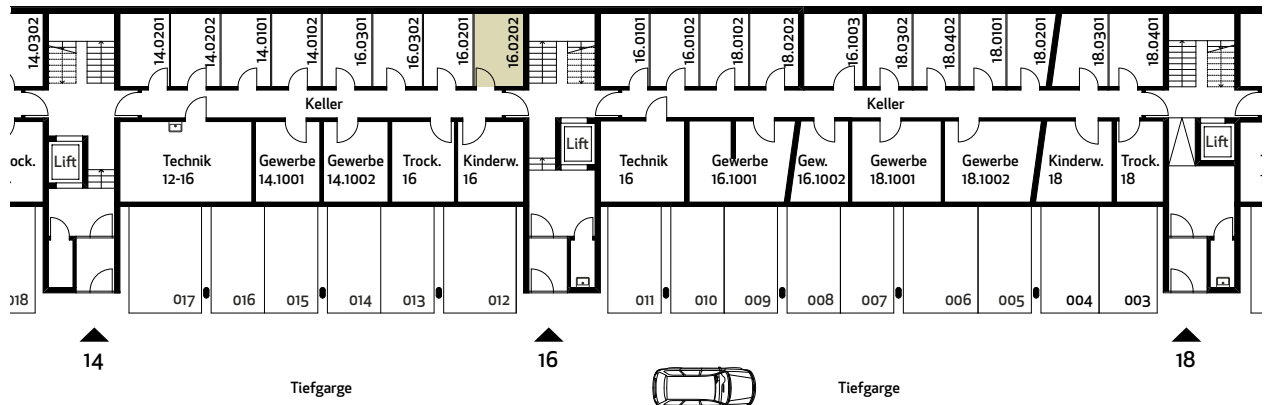 14.0302
14.0201
14.0202
14.0101
14.0102
16.0301
16.0302
16.0201
16.0202
16.0101
16.0102
18.0102
18.0202
16.1003
18.0302
18.0402
18.0101
18.0201
18.0301
18.0401
Keller
Keller
ock.
Lift
Technik
12-16
Gewerbe
14.1001
Gewerbe
14.1002
Trock.
16
Kinderw.
16
Lift
Technik
16
Gewerbe
16.1001
Gew.
16.1002
Gewerbe
18.1001
Gewerbe
18.1002
Kinderw.
18
Trock.
18
Lift
018
017
016
015
014
013
012
011
010
009
008
007
006
005
004
003
14
16
18
Tiefgarge
Tiefgarge